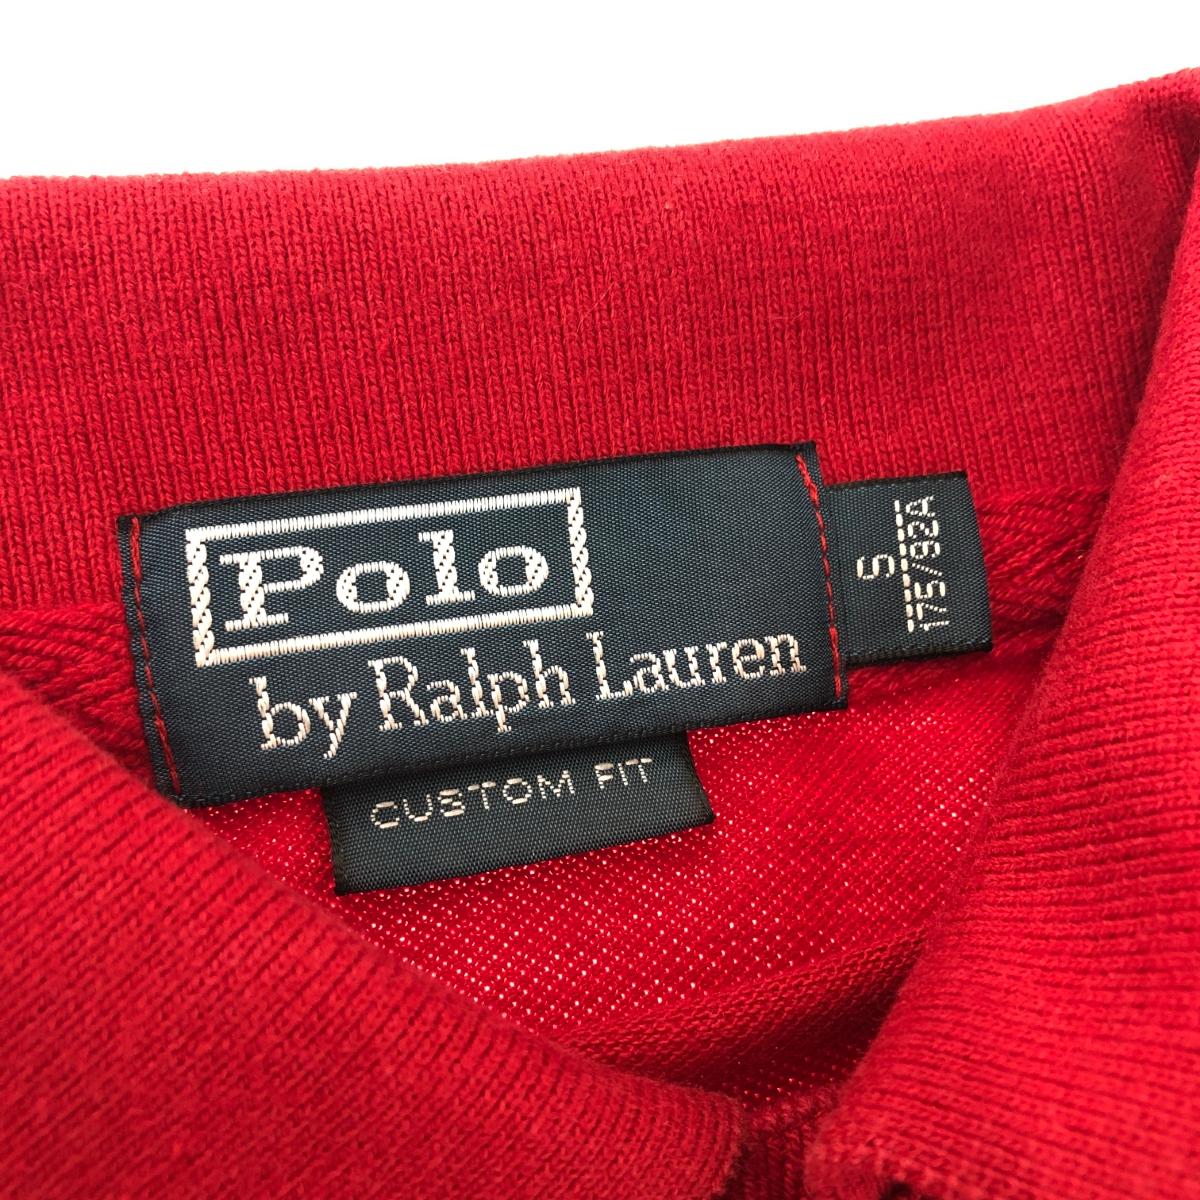 Polo
by Ralph Lauren
CUSTOM FIT
S
175/92A